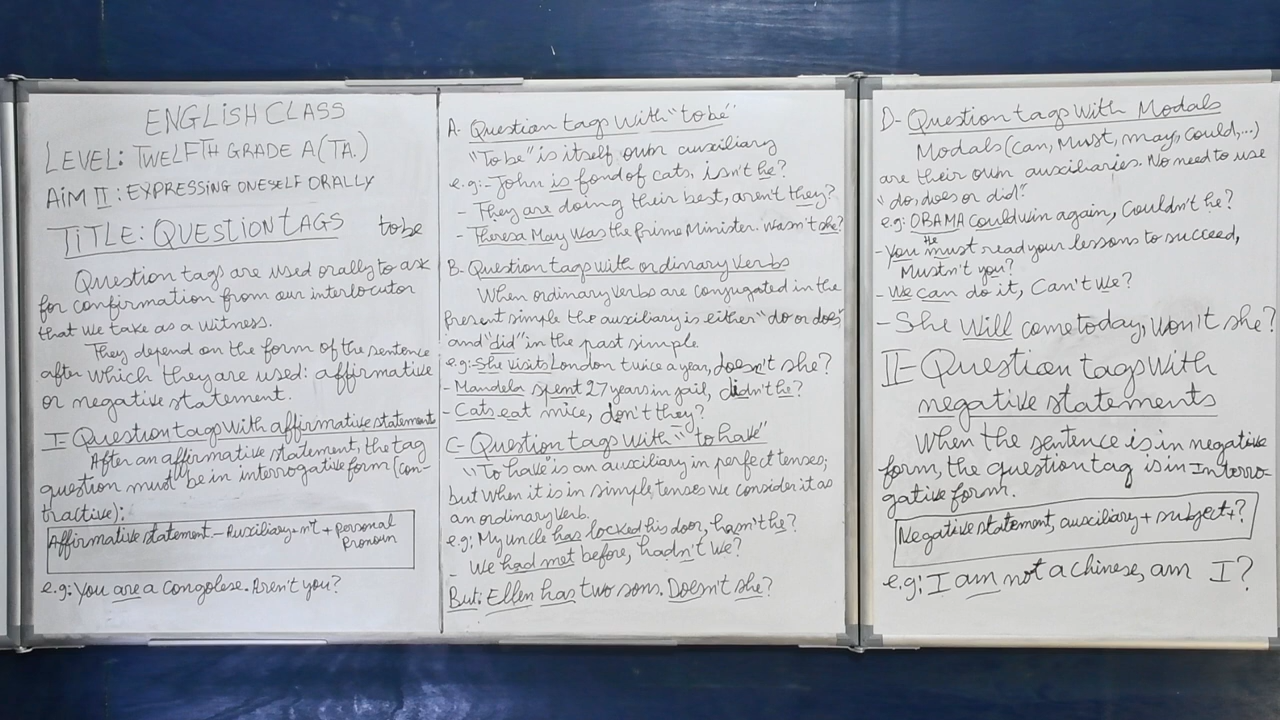 ENGLISH CLASS
LEVEL: TWELFTH GRADE A (TA.)
AIM II : EXPRESSING ONESELF ORALLY
TITLE: QUESTION TAGS to be
Question tags are used orally to ask
for confirmation from our interlocutor
that we take as a witness.
They depend on the form of the sentence
after which they are used: affirmative
or negative statement.
I- Question tags with affirmative statement
After an affirmative statement, the tag
question must be in interrogative form (con-
tractive):
Affirmative statement - Auxiliary + n't + personal
pronoun
e.g: You are a Congolese. Aren't you?
A- Question tags with "to be"
"To be" is itself own auxiliary
e.g: - John is fond of cats, isn't he?
- They are doing their best, aren't they?
- Theresa May was the prime Minister. Wasn't she?
B- Question tags with ordinary verbs
When ordinary verbs are conjugated in the
present simple the auxiliary is either "do or does"
and "did" in the past simple
e.g: - She visits London twice a year, doesn't she?
- Mandela spent 27 years in jail, didn't he?
- Cats eat mice, don't they?
C- Question tags with "to have"
"To have" is an auxiliary in perfect tenses;
but when it is in simple tenses we consider it as
an ordinary verb.
e.g: My uncle has locked his door, hasn't he?
- We had met before, hadn't we?
But: Ellen has two sons. Doesn't she?
D- Question tags with Modals
Modals (can, Must, may, could,...)
are their own auxiliaries. No need to use
"do, does or did".
e.g: OBAMA could win again, Couldn't he?
- You must read your lessons to succeed,
Mustn't you?
- We can do it, Can't we?
- She Will come today, Won't she?
II- Question tags with
negative statements
When the sentence is in negative
form, the question tag is in Interro-
gative form.
Negative statement, auxiliary + subject + ?
e.g: I am not a chinese, am I?